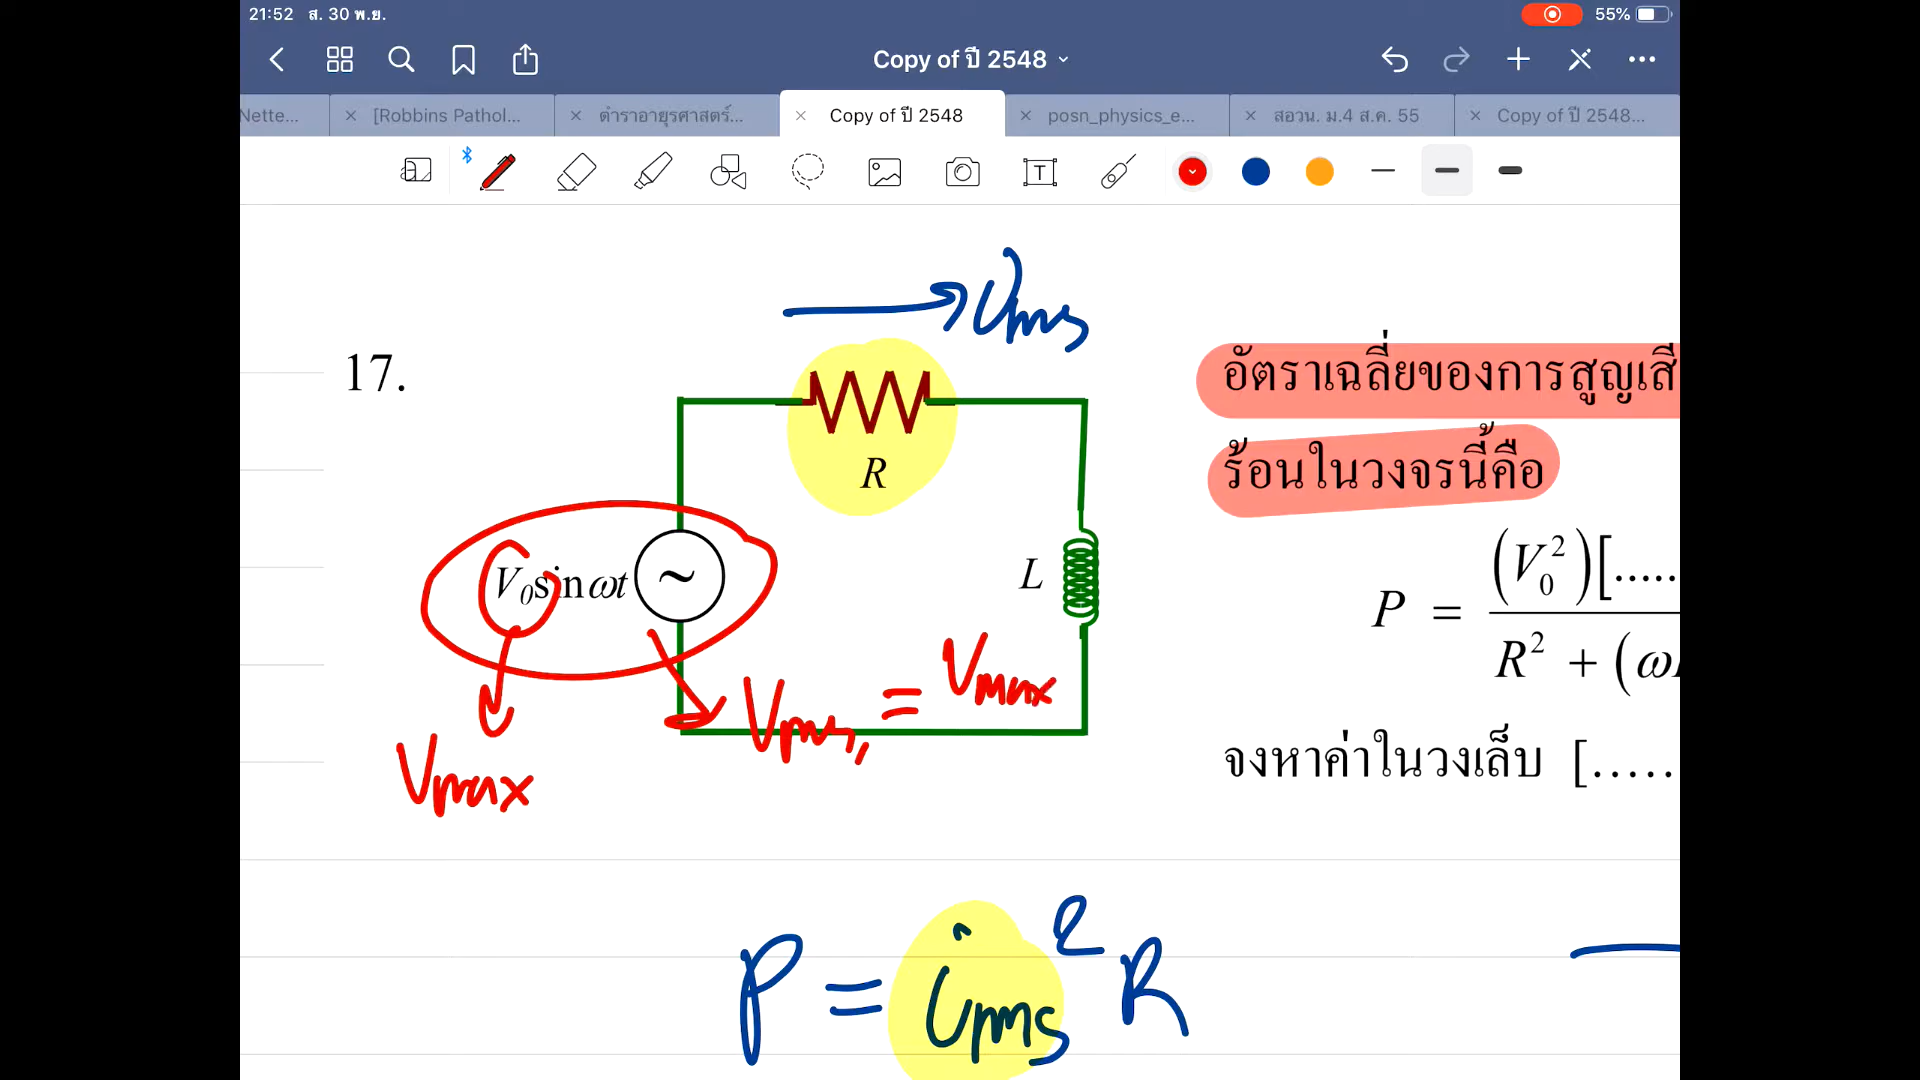 21:52 ส. 30 พ.ย.
55%
Copy of ปี 2548
Nette...
[Robbins Pathol...
ตำราอายุรศาสตร์...
Copy of ปี 2548
posn_physics_e...
สอวน. ม.4 ส.ค. 55
Copy of ปี 2548...
17.
i rms
R
V₀sinωt
~
L
Vmax
Vrms = Vmax
อัตราเฉลี่ยของการสูญเสี
ร้อนในวงจรนี้คือ
P = (V₀²)[.....
R² + (ω
จงหาค่าในวงเล็บ [.....
P = i rms² R